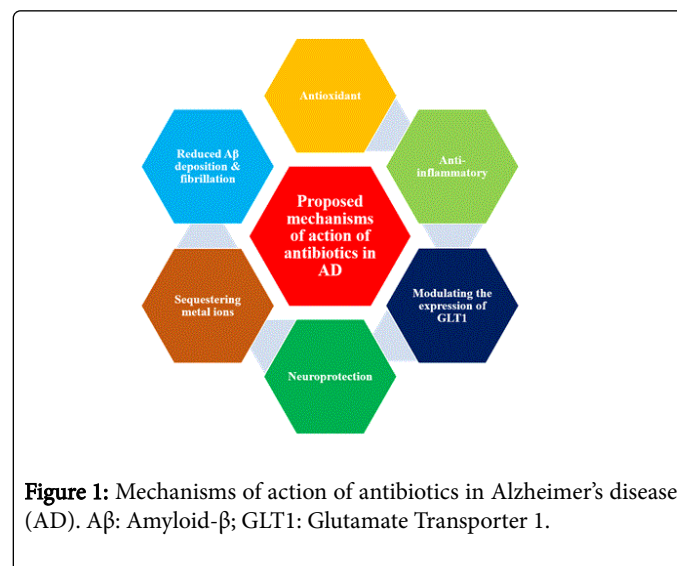 Antioxidant
Anti-
inflammatory
Modulating the
expression of
GLT1
Neuroprotection
Sequestering
metal ions
Reduced Aβ
deposition &
fibrillation
Proposed
mechanisms
of action of
antibiotics in
AD
Figure 1: Mechanisms of action of antibiotics in Alzheimer’s disease
(AD). Aβ: Amyloid-β; GLT1: Glutamate Transporter 1.